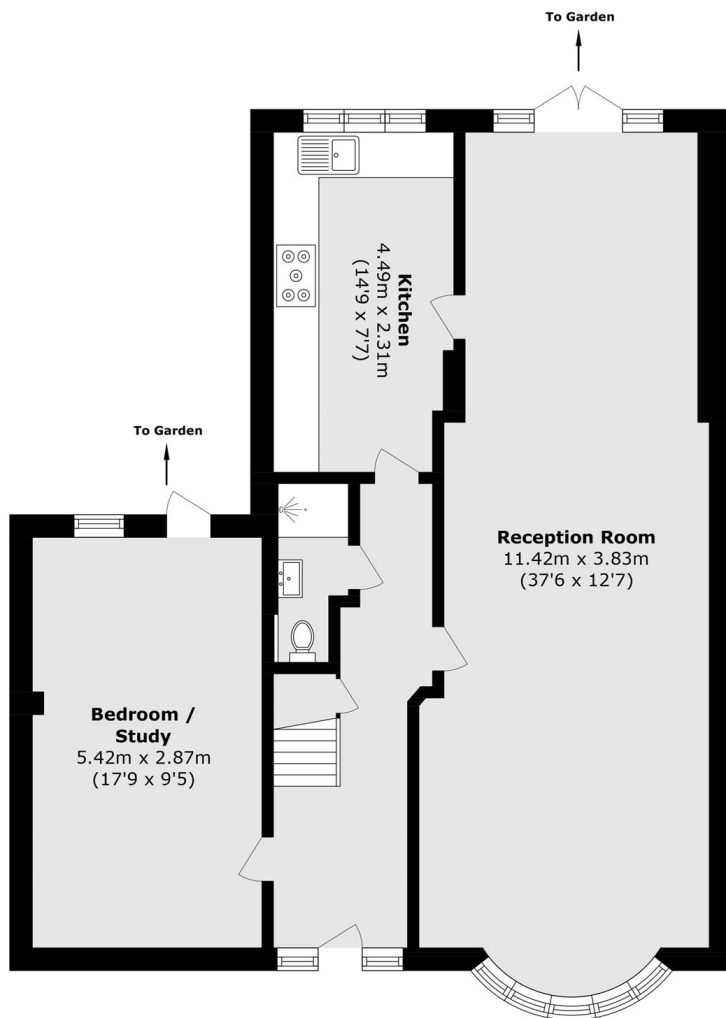 To Garden
Kitchen
4.49m x 2.31m
(14'9 x 7'7)
To Garden
Reception Room
11.42m x 3.83m
(37'6 x 12'7)
Bedroom /
Study
5.42m x 2.87m
(17'9 x 9'5)